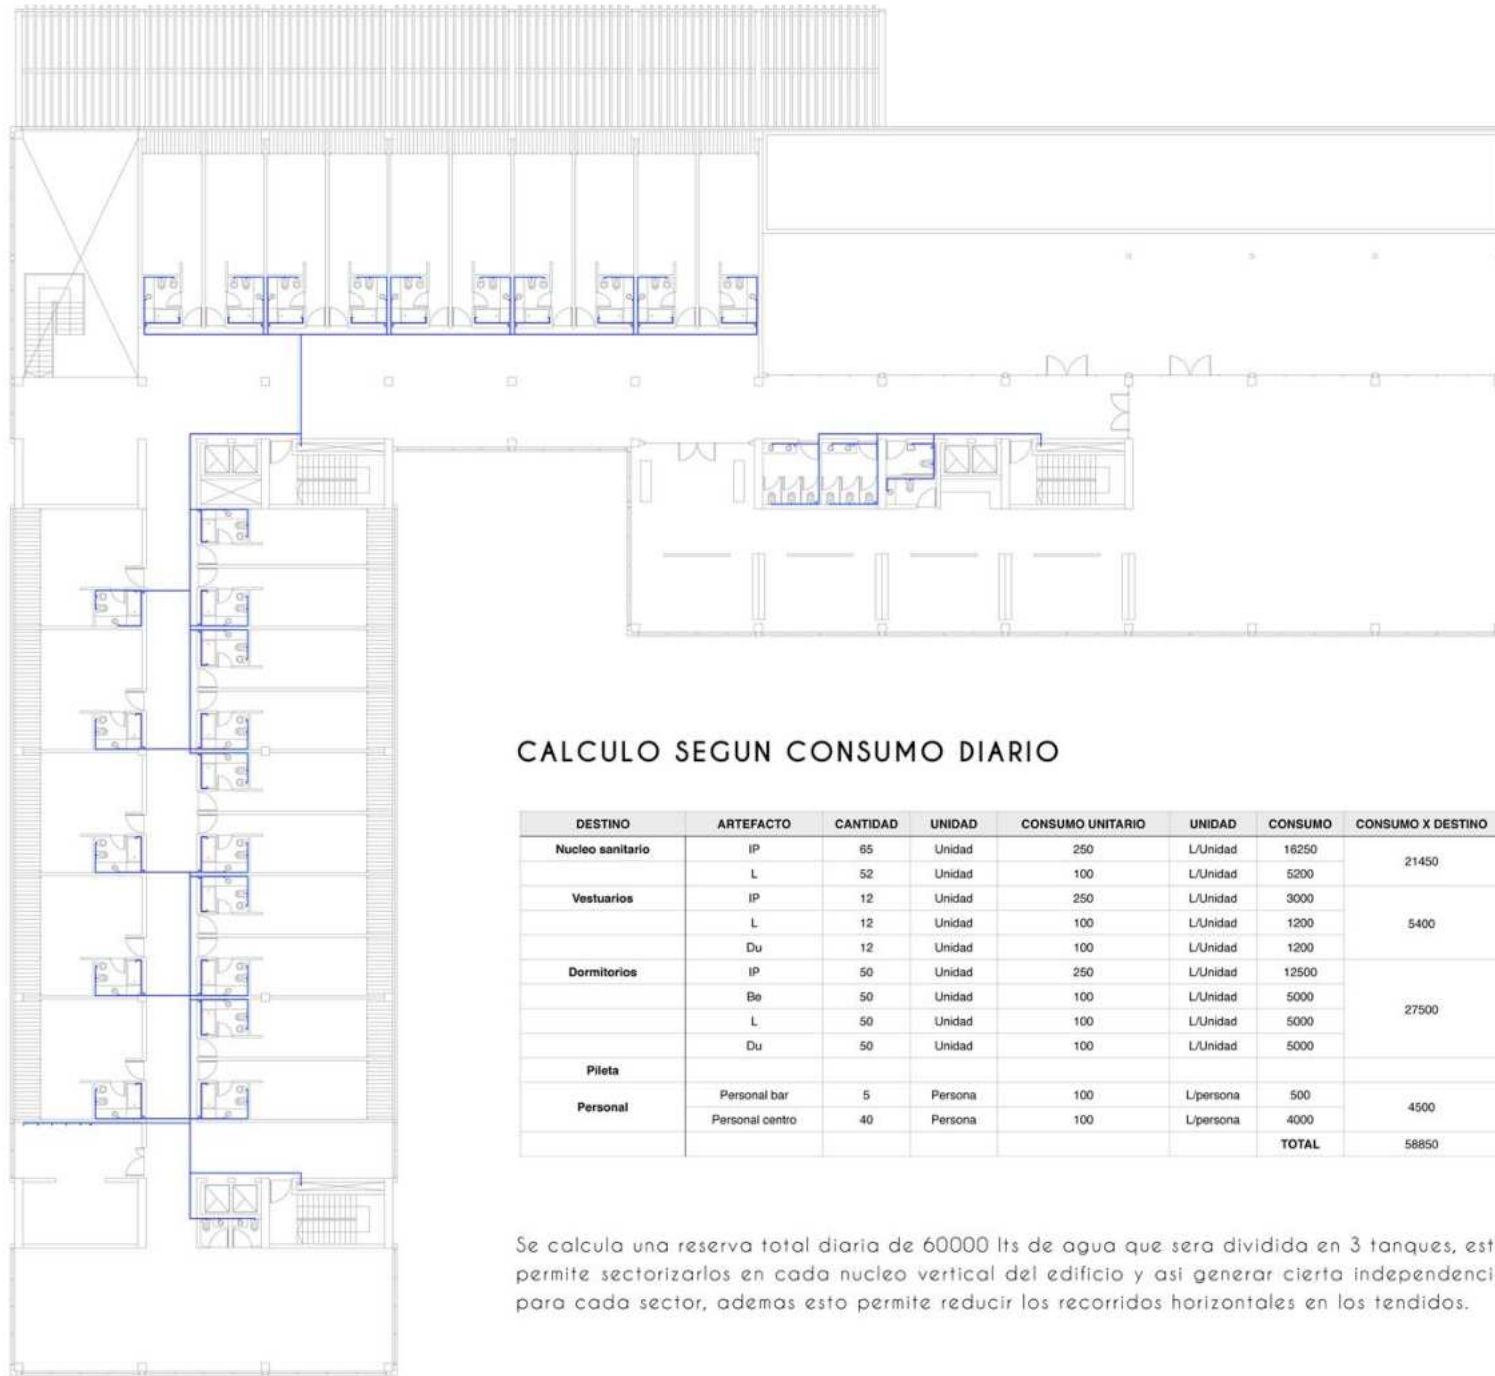 CALCULO SEGUN CONSUMO DIARIO
DESTINO ARTEFACTO CANTIDAD UNIDAD CONSUMO UNITARIO UNIDAD CONSUMO CONSUMO X DESTINO
Nucleo sanitario IP 65 Unidad 250 L/Unidad 16250 21450
L 52 Unidad 100 L/Unidad 5200
Vestuarios IP 12 Unidad 250 L/Unidad 3000
L 12 Unidad 100 L/Unidad 1200 5400
Du 12 Unidad 100 L/Unidad 1200
Dormitorios IP 50 Unidad 250 L/Unidad 12500
Be 50 Unidad 100 L/Unidad 5000 27500
L 50 Unidad 100 L/Unidad 5000
Du 50 Unidad 100 L/Unidad 5000
Pileta
Personal Personal bar 5 Persona 100 L/persona 500 4500
Personal centro 40 Persona 100 L/persona 4000
TOTAL 58850
Se calcula una reserva total diaria de 60000 lts de agua que sera dividida en 3 tanques, est
permite sectorizarlos en cada nucleo vertical del edificio y asi generar cierta independenci
para cada sector, ademas esto permite reducir los recorridos horizontales en los tendidos.